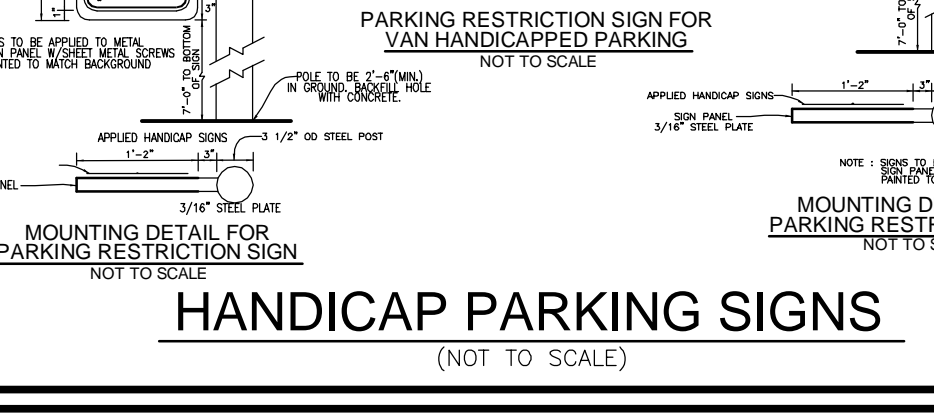 1"
3"
7'-0" TO BOTTOM
OF SIGN
TO BE APPLIED TO METAL
PANEL W/SHEET METAL SCREWS
TO MATCH BACKGROUND
POLE TO BE 2'-6"(MIN.)
IN GROUND. BACKFILL HOLE
WITH CONCRETE.
APPLIED HANDICAP SIGNS
3 1/2" OD STEEL POST
1'-2"
3"
3/16" STEEL PLATE
MOUNTING DETAIL FOR
PARKING RESTRICTION SIGN
NOT TO SCALE
PARKING RESTRICTION SIGN FOR
VAN HANDICAPPED PARKING
NOT TO SCALE
7'-0" TO
OF
1'-2"
3"
APPLIED HANDICAP SIGNS
SIGN PANEL
3/16" STEEL PLATE
NOTE : SIGNS TO
SIGN
PAINTED
MOUNTING
PARKING
NOT TO
HANDICAP PARKING SIGNS
(NOT TO SCALE)